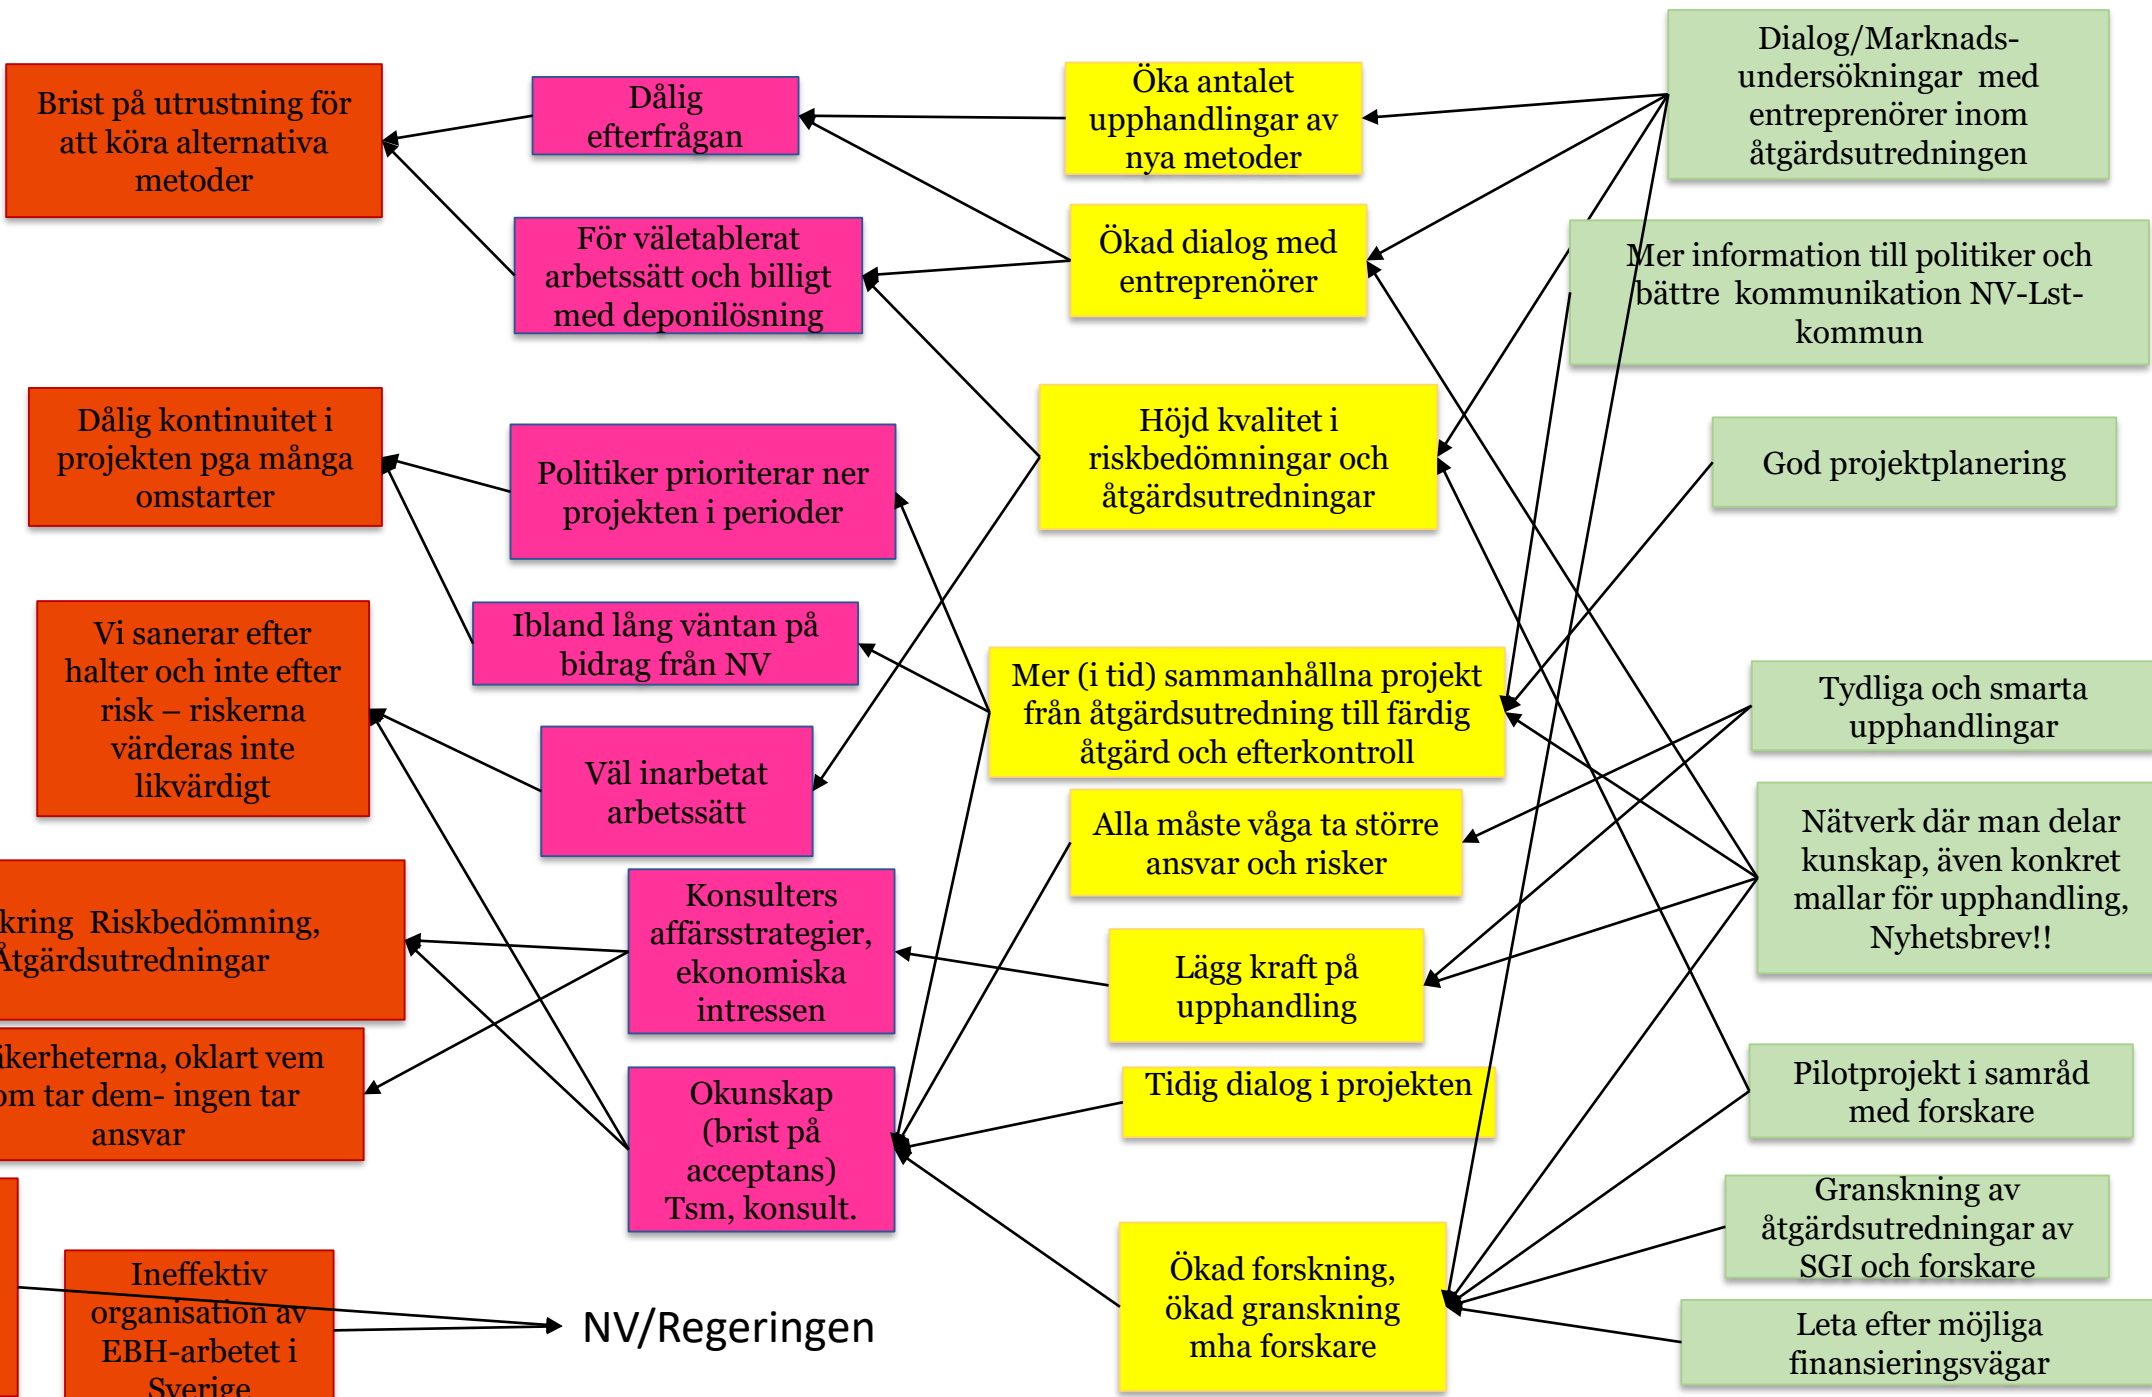 Brist på utrustning för
att köra alternativa
metoder
Dålig kontinuitet i
projekten pga många
omstarter
Vi sanerar efter
halter och inte efter
risk – riskerna
värderas inte
likvärdigt
kring Riskbedömning,
Åtgärdsutredningar
oklart vem
tar dem- ingen tar
ansvar
Ineffektiv
organisation av
EBH-arbetet i
Sverige
Dålig
efterfrågan
För väletablerat
arbetssätt och billigt
med deponilösning
Politiker prioriterar ner
projekten i perioder
Ibland lång väntan på
bidrag från NV
Väl inarbetat
arbetssätt
Konsulters
affärsstrategier,
ekonomiska
intressen
Okunskap
(brist på
acceptans)
Tsm, konsult.
NV/Regeringen
Öka antalet
upphandlingar av
nya metoder
Ökad dialog med
entreprenörer
Höjd kvalitet i
riskbedömningar och
åtgärdsutredningar
Mer (i tid) sammanhållna projekt
från åtgärdsutredning till färdig
åtgärd och efterkontroll
Alla måste våga ta större
ansvar och risker
Lägg kraft på
upphandling
Tidig dialog i projekten
Ökad forskning,
ökad granskning
mha forskare
Dialog/Marknads-
undersökningar med
entreprenörer inom
åtgärdsutredningen
Mer information till politiker och
bättre kommunikation NV-Lst-
kommun
God projektplanering
Tydliga och smarta
upphandlingar
Nätverk där man delar
kunskap, även konkret
mallar för upphandling,
Nyhetsbrev!!
Pilotprojekt i samråd
med forskare
Granskning av
åtgärdsutredningar av
SGI och forskare
Leta efter möjliga
finansieringsvägar